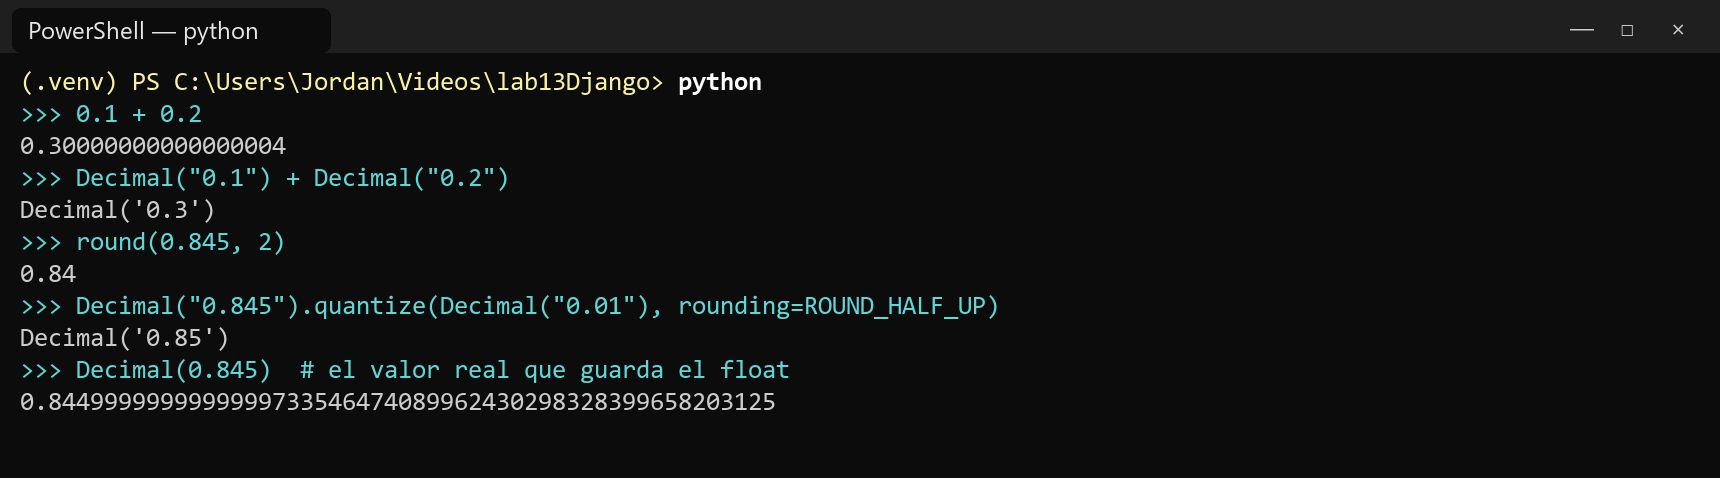 PowerShell — python
(.venv) PS C:\Users\Jordan\Videos\lab13Django> python
>>> 0.1 + 0.2
0.30000000000000004
>>> Decimal("0.1") + Decimal("0.2")
Decimal('0.3')
>>> round(0.845, 2)
0.84
>>> Decimal("0.845").quantize(Decimal("0.01"), rounding=ROUND_HALF_UP)
Decimal('0.85')
>>> Decimal(0.845)  # el valor real que guarda el float
0.8449999999999999733546474089962430298328399658203125